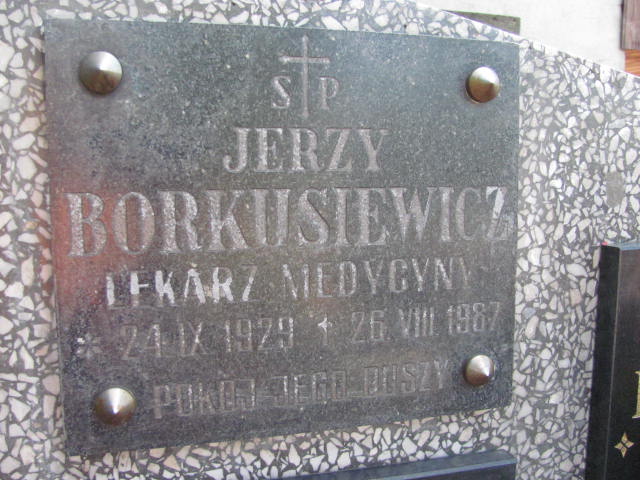 S P
JERZY
BORKUSIEWICZ
LEKARZ MEDYCYNY
* 24 IX 1929 † 26 VIII 1987
POKÓJ JEGO DUSZY